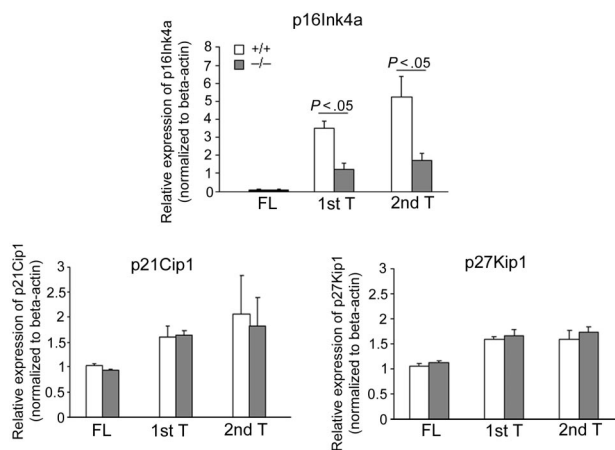 p16Ink4a
Relative expression of p16Ink4a
(normalized to beta-actin)
8
7
6
5
4
3
2
1
0
+/+
–/–
P < .05
P < .05
FL 1st T 2nd T
p21Cip1
Relative expression of p21Cip1
(normalized to beta-actin)
3
2.5
2
1.5
1
0.5
0
FL 1st T 2nd T
p27Kip1
Relative expression of p27Kip1
(normalized to beta-actin)
3
2.5
2
1.5
1
0.5
0
FL 1st T 2nd T